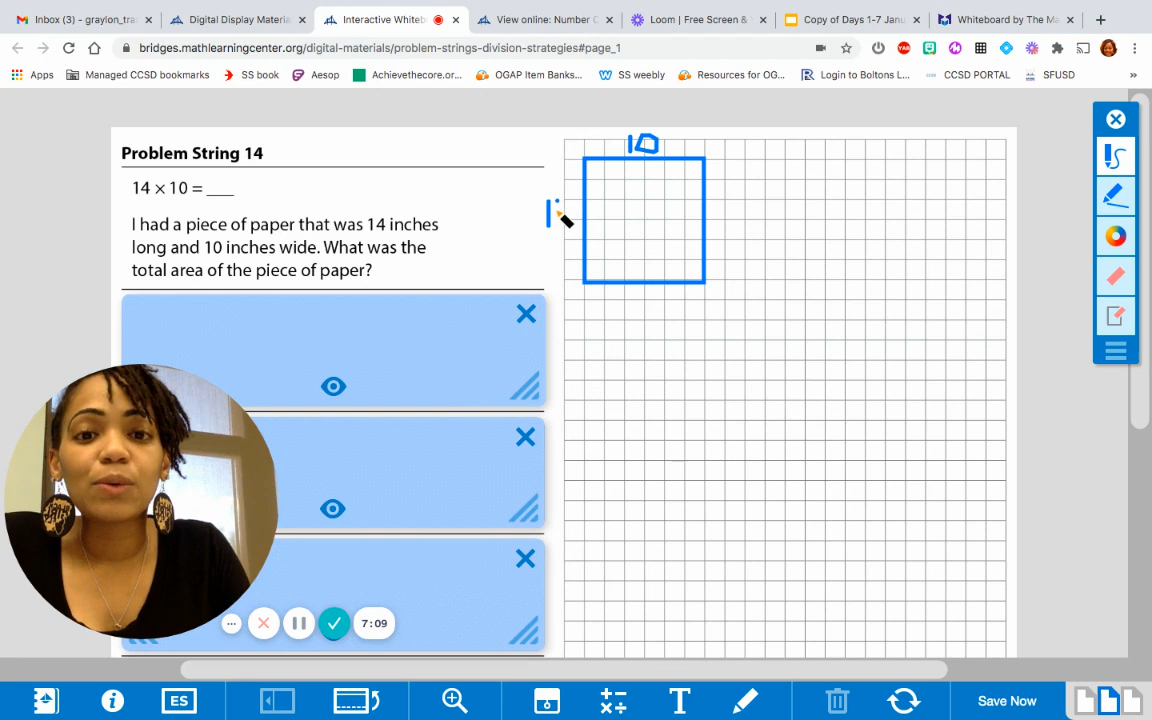 Inbox (3) - graylon_tra
Digital Display Materia
Interactive Whiteb
View online: Number C
Loom | Free Screen &
Copy of Days 1-7 Janu
Whiteboard by The Ma
bridges.mathlearningcenter.org/digital-materials/problem-strings-division-strategies#page_1
Apps
Managed CCSD bookmarks
SS book
Aesop
Achievethecore.or...
OGAP Item Banks...
SS weekly
Resources for OG...
Login to Boltons L...
CCSD PORTAL
SFUSD
»
Problem String 14
14 × 10 = ___
I had a piece of paper that was 14 inches
long and 10 inches wide. What was the
total area of the piece of paper?
10
7:09
ES
Save Now